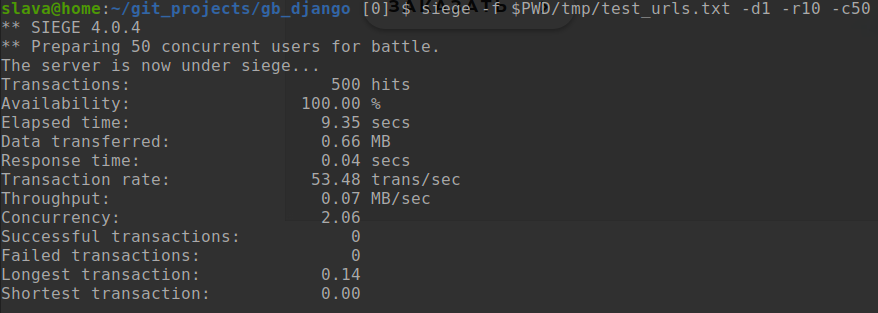 slava@home:~/git_projects/gb_django [0] $ siege -f $PWD/tmp/test_urls.txt -d1 -r10 -c50
** SIEGE 4.0.4
** Preparing 50 concurrent users for battle.
The server is now under siege...
Transactions: 500 hits
Availability: 100.00 %
Elapsed time: 9.35 secs
Data transferred: 0.66 MB
Response time: 0.04 secs
Transaction rate: 53.48 trans/sec
Throughput: 0.07 MB/sec
Concurrency: 2.06
Successful transactions: 0
Failed transactions: 0
Longest transaction: 0.14
Shortest transaction: 0.00